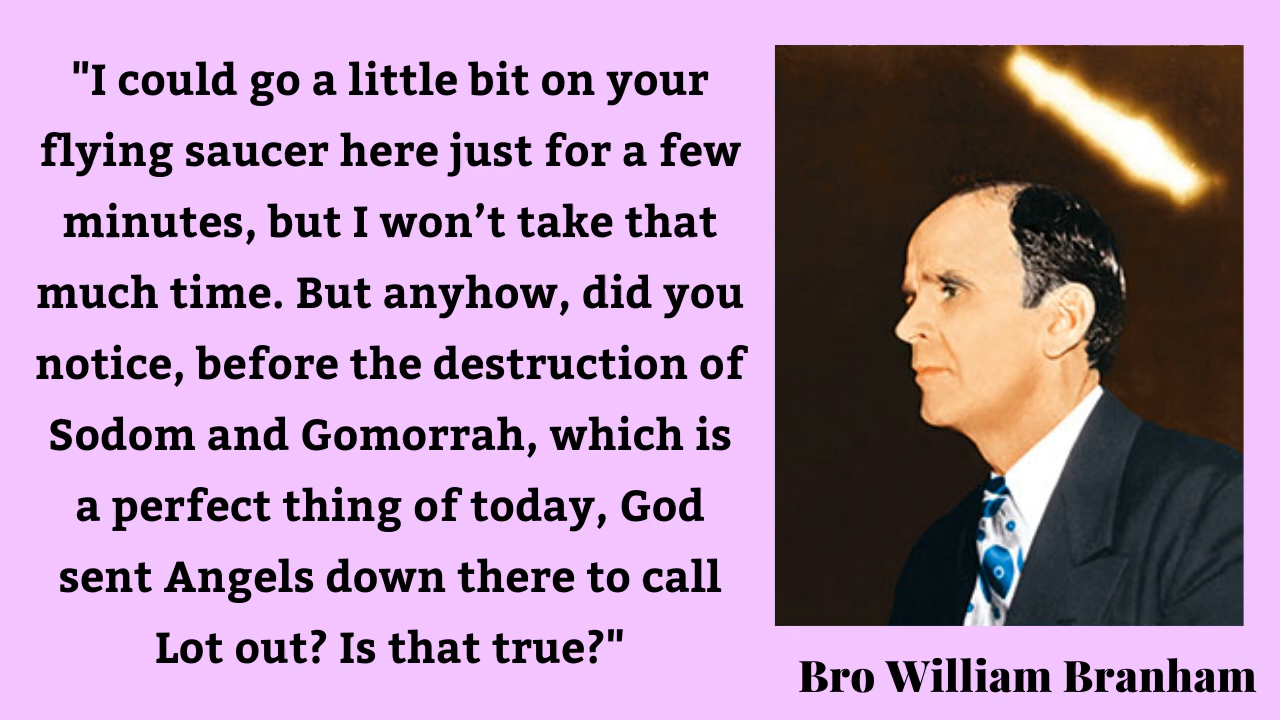 "I could go a little bit on your
flying saucer here just for a few
minutes, but I won’t take that
much time. But anyhow, did you
notice, before the destruction of
Sodom and Gomorrah, which is
a perfect thing of today, God
sent Angels down there to call
Lot out? Is that true?"
Bro William Branham